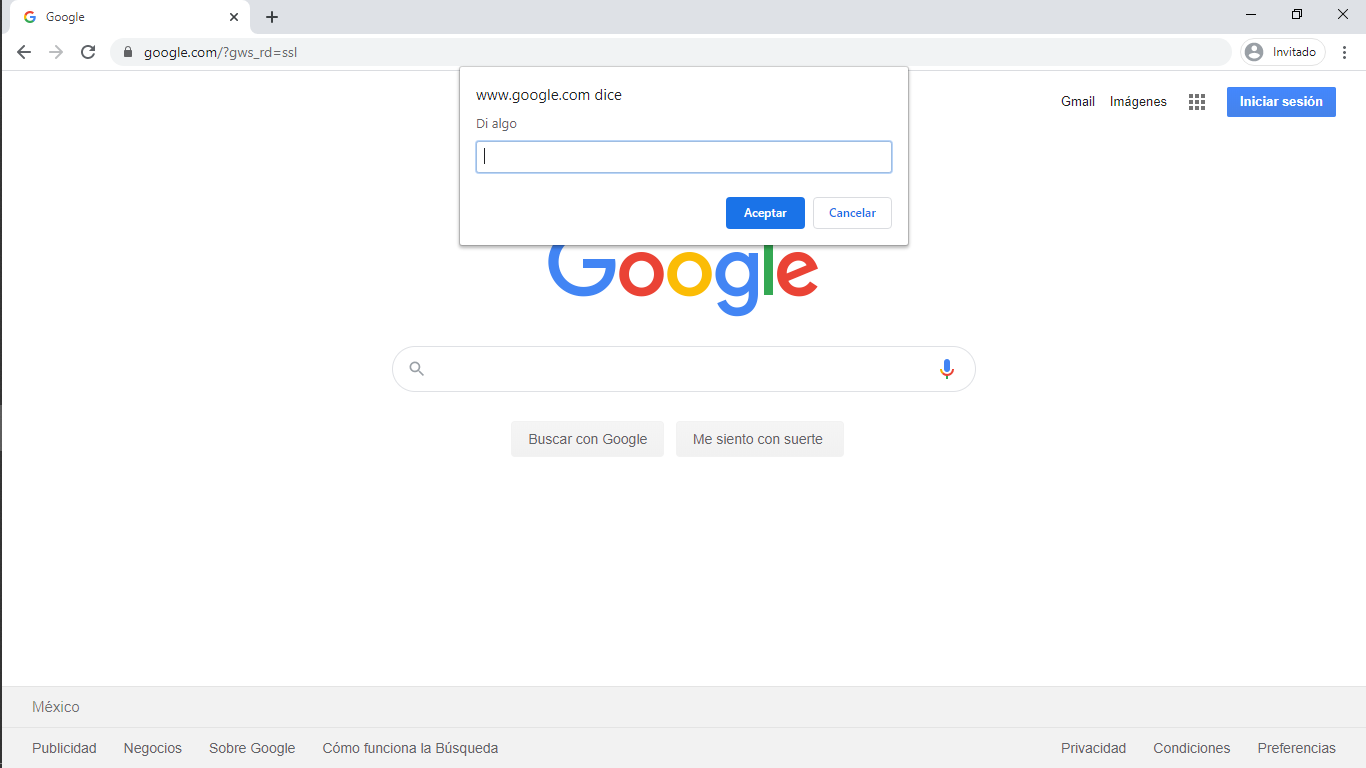 Google
google.com/?gws_rd=ssl
Invitado
www.google.com dice
Di algo
Aceptar
Cancelar
Gmail
Imágenes
Iniciar sesión
Google
Buscar con Google
Me siento con suerte
México
Publicidad
Negocios
Sobre Google
Cómo funciona la Búsqueda
Privacidad
Condiciones
Preferencias